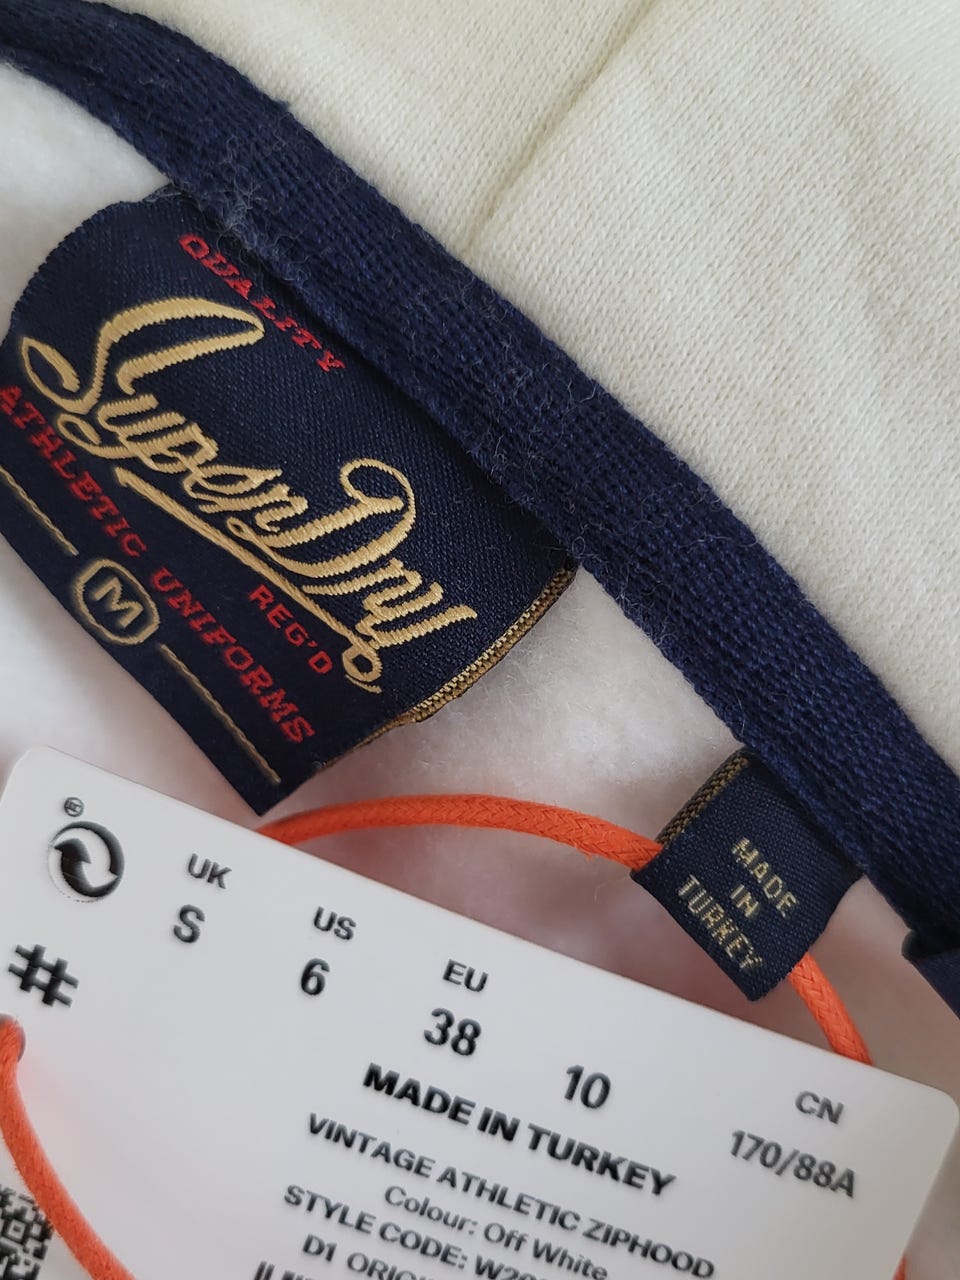 QUALITY
SuperDry
REG'D
ATHLETIC UNIFORMS
M
MADE
IN
TURKEY
UK
S
US
6
EU
38
10
CN
170/88A
#
MADE IN TURKEY
VINTAGE ATHLETIC ZIPHOOD
Colour: Off White
STYLE CODE:
D1